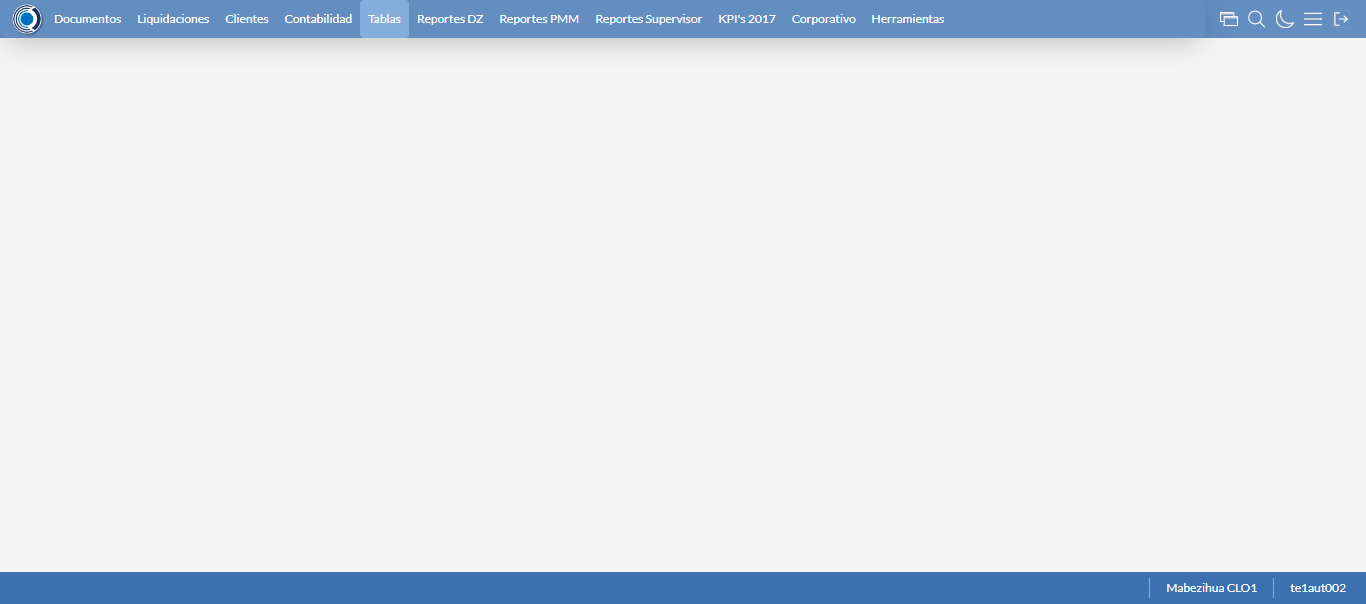 Documentos Liquidaciones Clientes Contabilidad Tablas Reportes DZ Reportes PMM Reportes Supervisor KPI's 2017 Corporativo Herramientas
Mabezihua CLO1 te1aut002